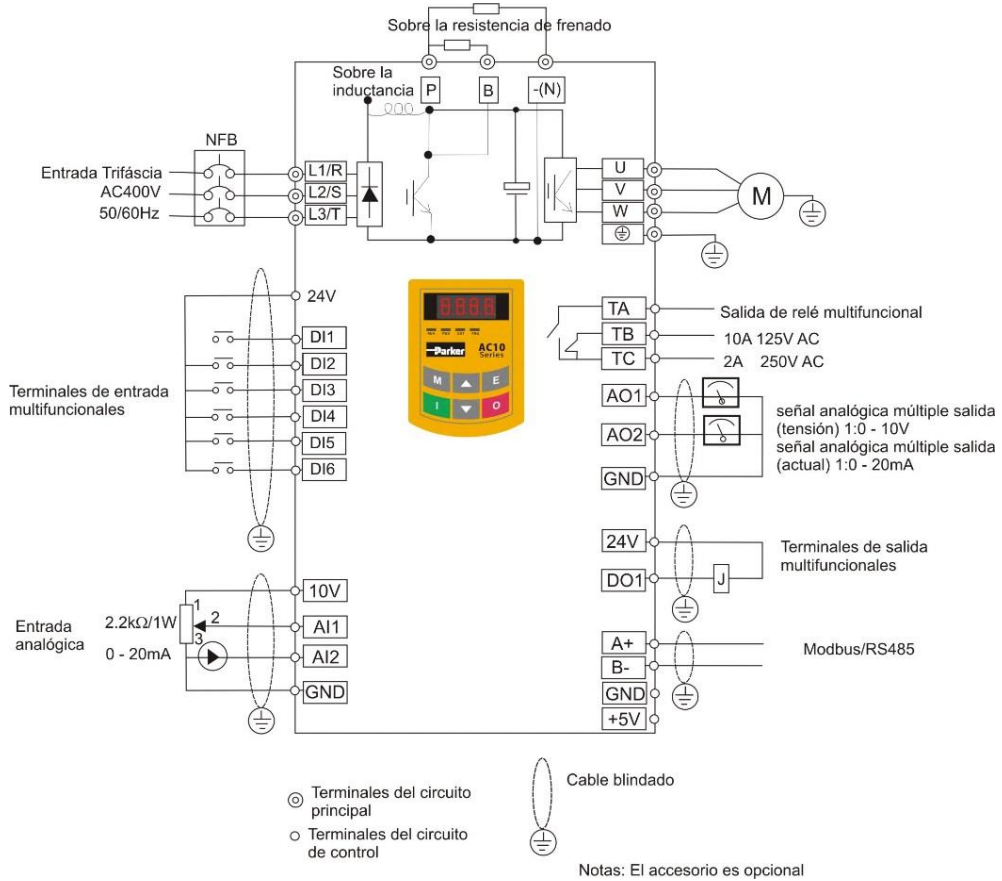 Sobre la resistencia de frenado
Sobre la
inductancia
P
B
-(N)
NFB
Entrada Trifáscia
AC400V
50/60Hz
L1/R
L2/S
L3/T
U
V
W
M
24V
DI1
DI2
DI3
DI4
DI5
DI6
Terminales de entrada
multifuncionales
8.8.8.8.
Parker
AC10
Series
M
E
I
O
TA
TB
TC
Salida de relé multifuncional
10A 125V AC
2A 250V AC
AO1
AO2
GND
señal analógica múltiple salida
(tensión) 1:0 - 10V
señal analógica múltiple salida
(actual) 1:0 - 20mA
24V
DO1
J
Terminales de salida
multifuncionales
Entrada
analógica
2.2kΩ/1W
0 - 20mA
1
2
3
10V
AI1
AI2
GND
A+
B-
GND
+5V
Modbus/RS485
Terminales del circuito
principal
Terminales del circuito
de control
Cable blindado
Notas: El accesorio es opcional